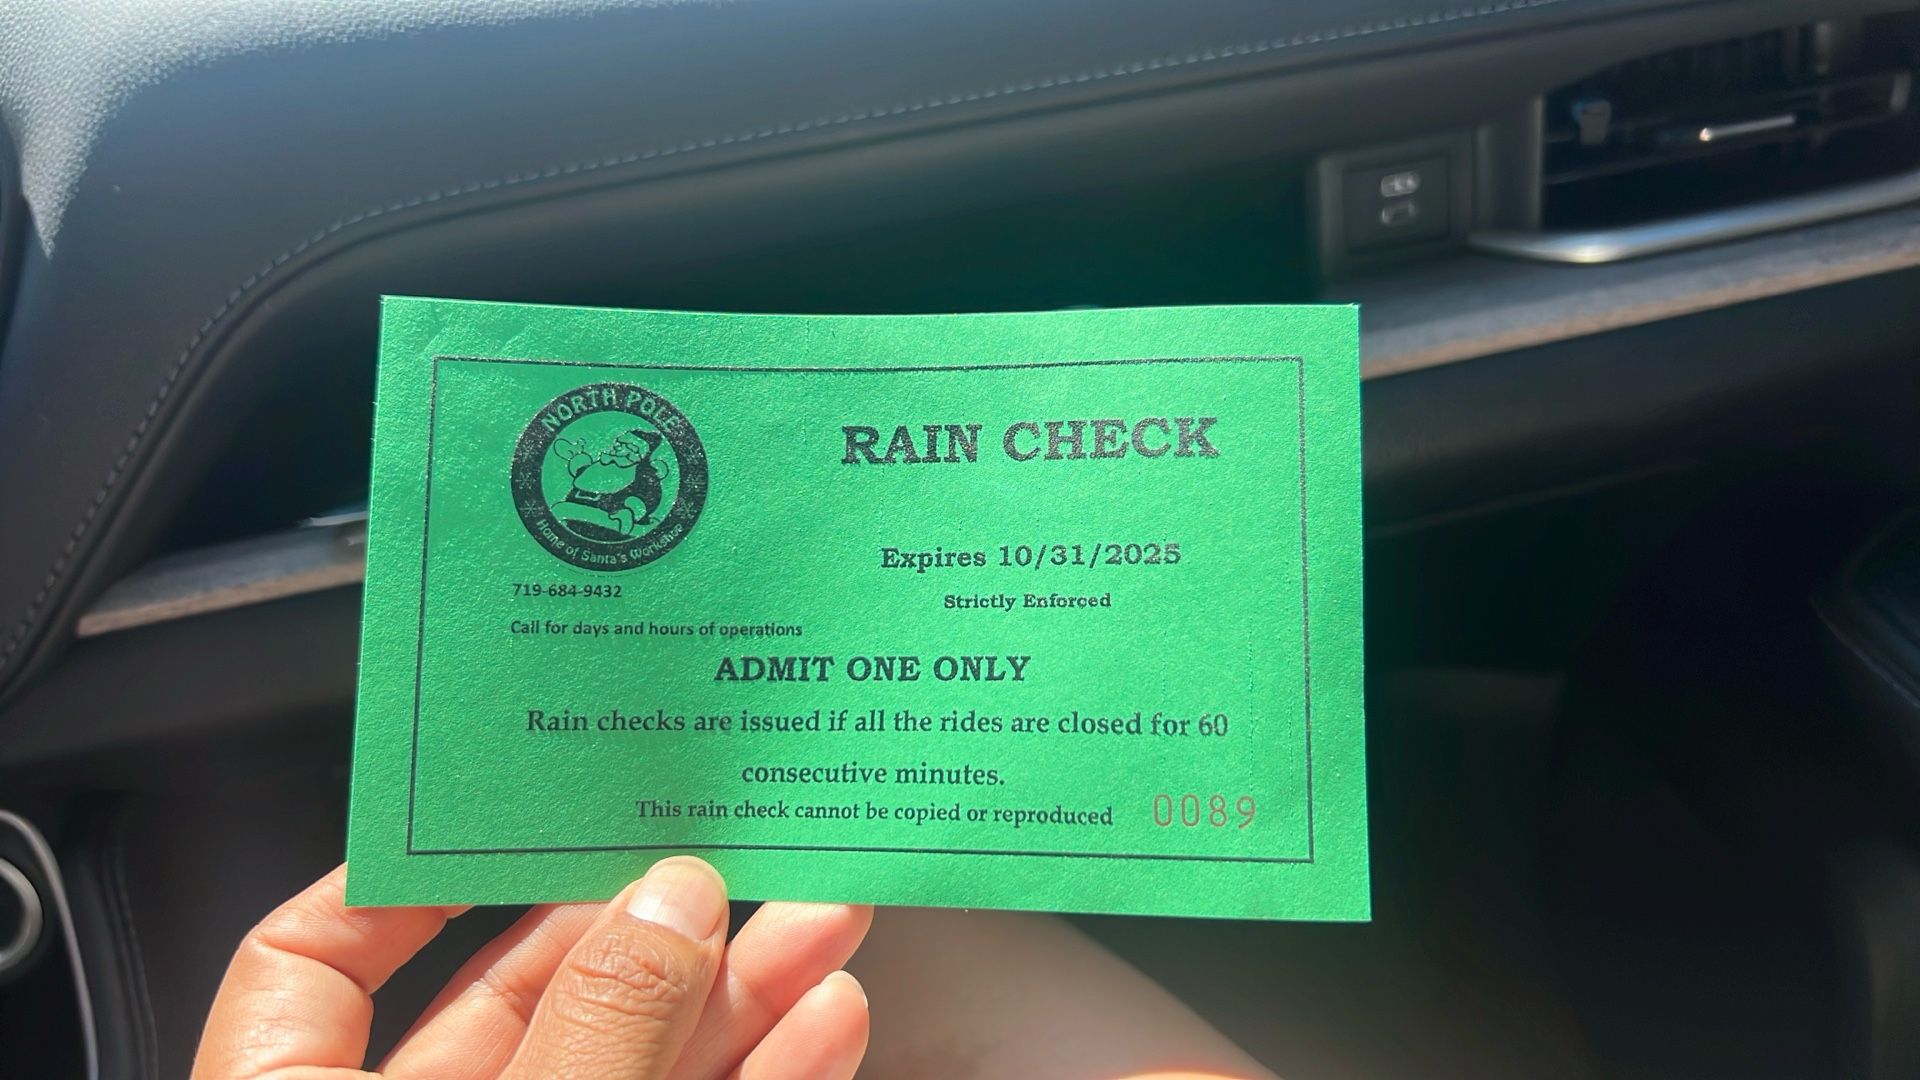 NORTH POLE
Home of Santa's Workshop
RAIN CHECK
Expires 10/31/2025
Strictly Enforced
719-684-9432
Call for days and hours of operations
ADMIT ONE ONLY
Rain checks are issued if all the rides are closed for 60
consecutive minutes.
This rain check cannot be copied or reproduced
0089